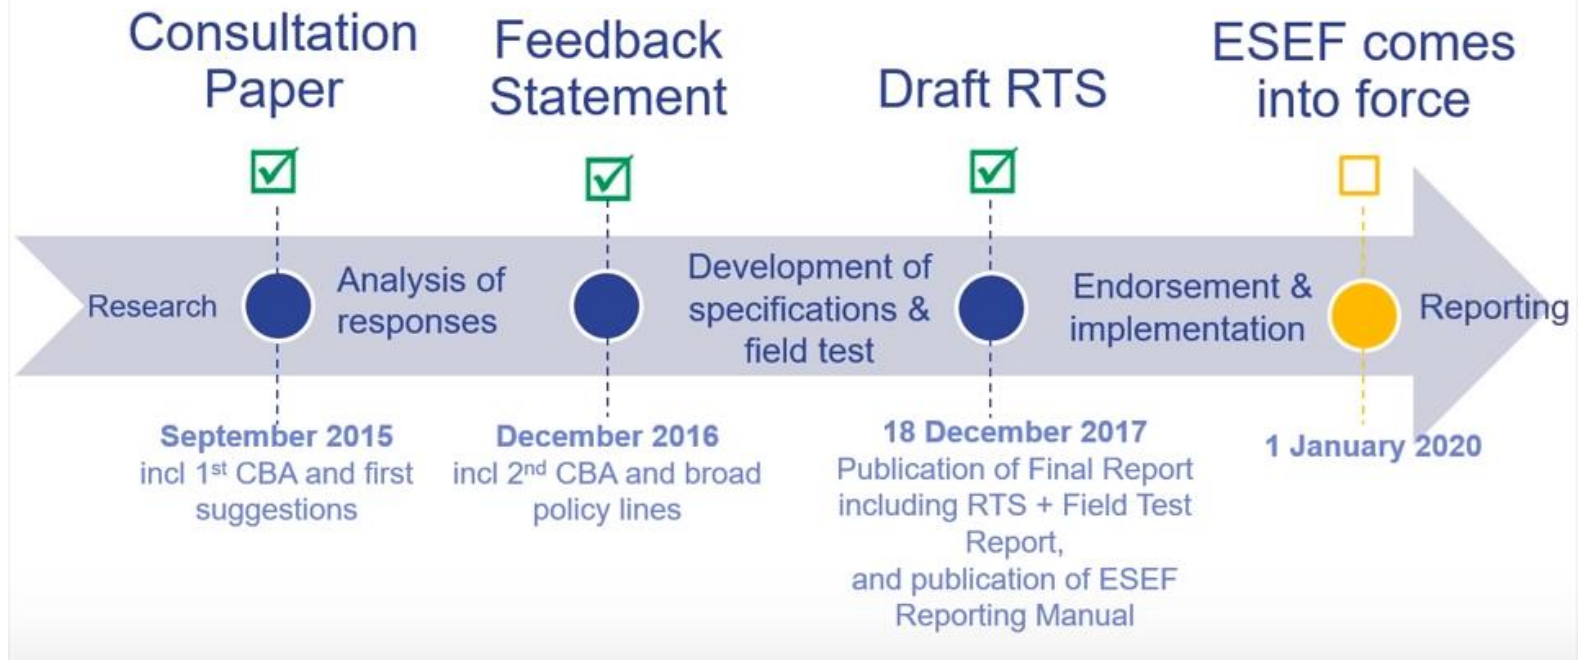 Consultation
Paper
Feedback
Statement
Draft RTS
ESEF comes
into force
Research
Analysis of
responses
Development of
specifications &
field test
Endorsement &
implementation
Reporting
September 2015
incl 1st CBA and first
suggestions
December 2016
incl 2nd CBA and broad
policy lines
18 December 2017
Publication of Final Report
including RTS + Field Test
Report,
and publication of ESEF
Reporting Manual
1 January 2020